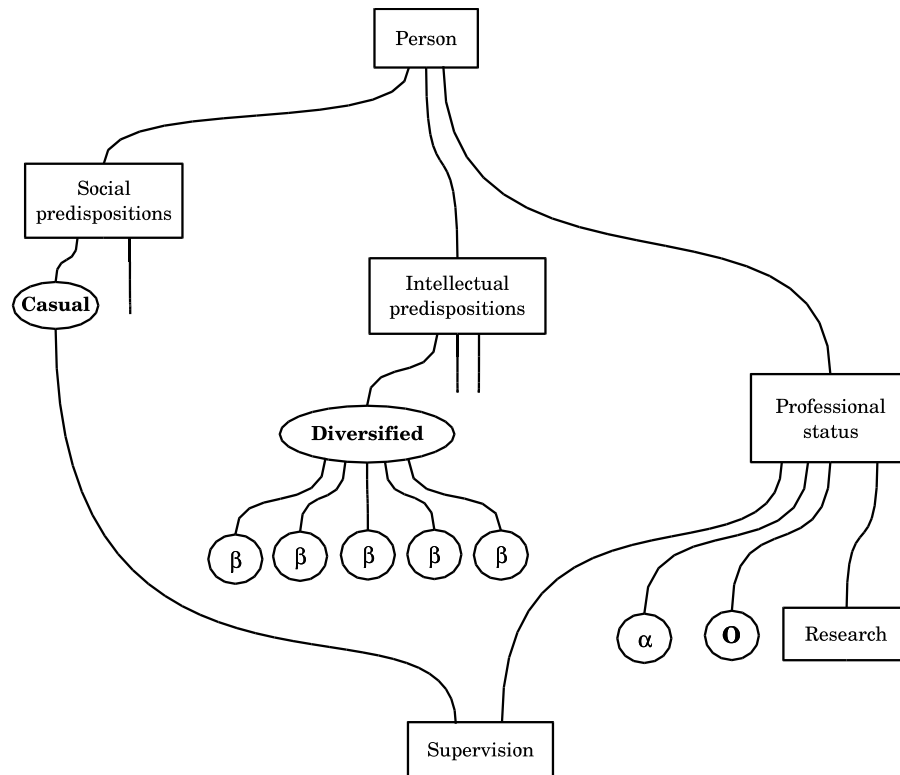 Person
Social
predispositions
Casual
Intellectual
predispositions
Diversified
Professional
status
β
β
β
β
β
α
O
Research
Supervision